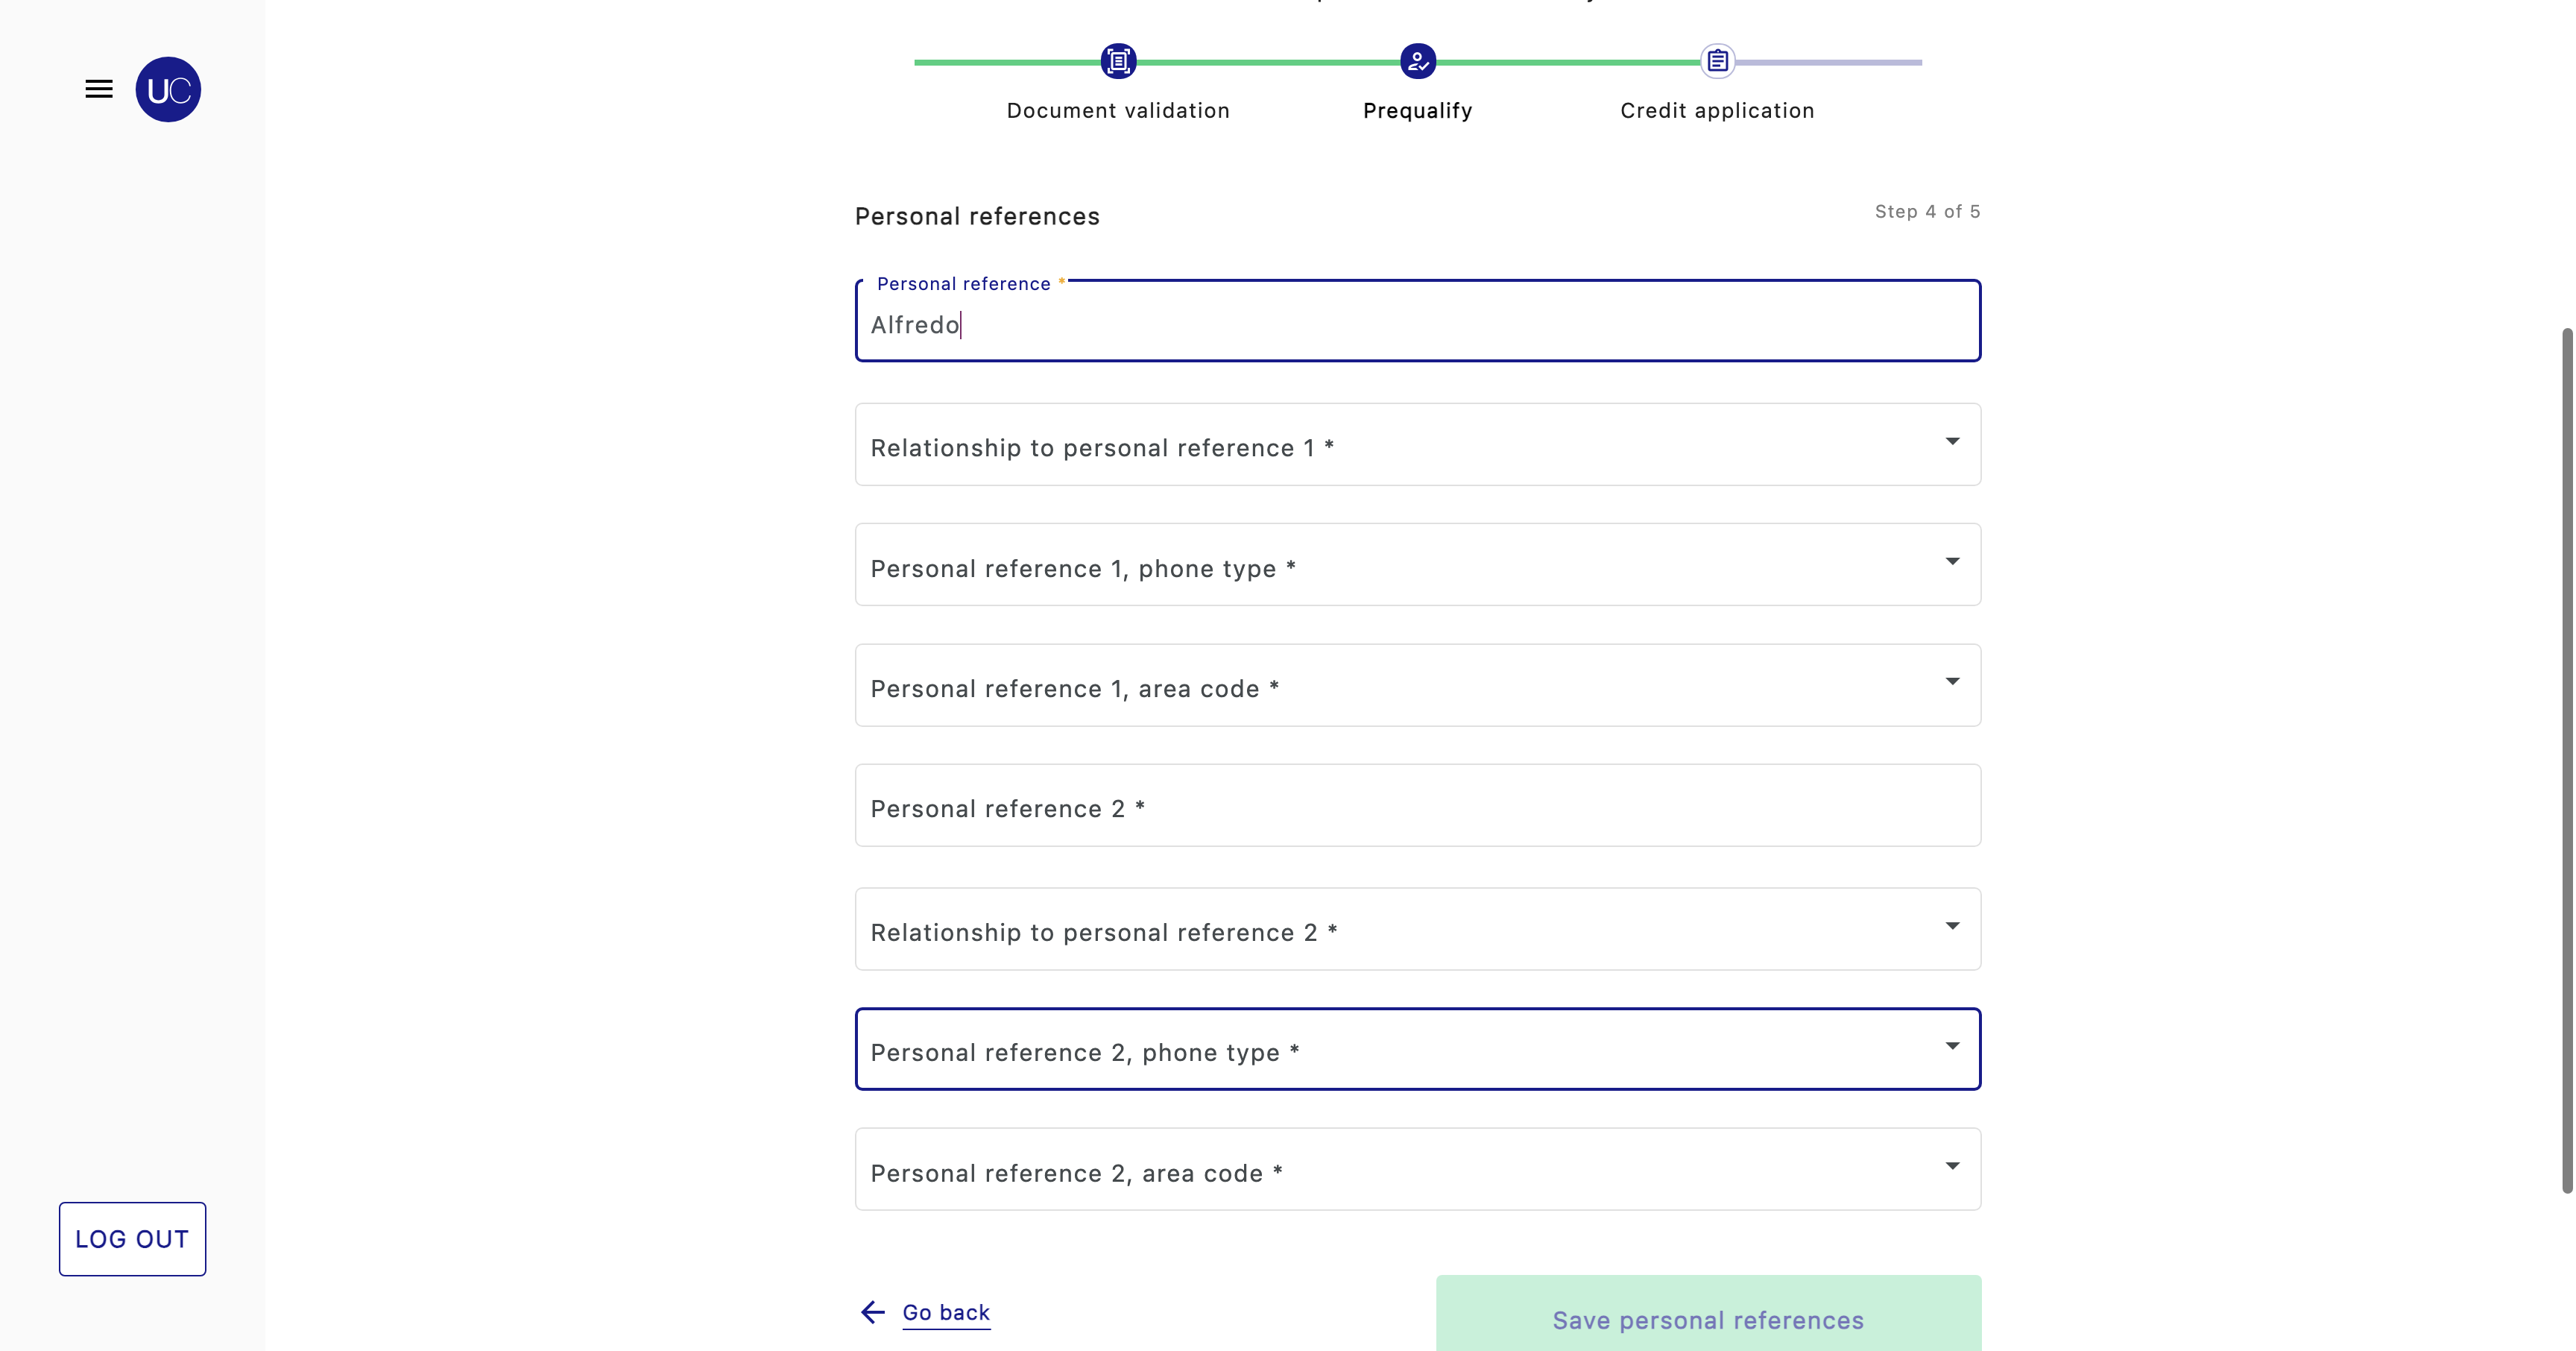 UC
Document validation
Prequalify
Credit application
Personal references
Step 4 of 5
Personal reference *
Alfredo
Relationship to personal reference 1 *
Personal reference 1, phone type *
Personal reference 1, area code *
Personal reference 2 *
Relationship to personal reference 2 *
Personal reference 2, phone type *
Personal reference 2, area code *
LOG OUT
Go back
Save personal references